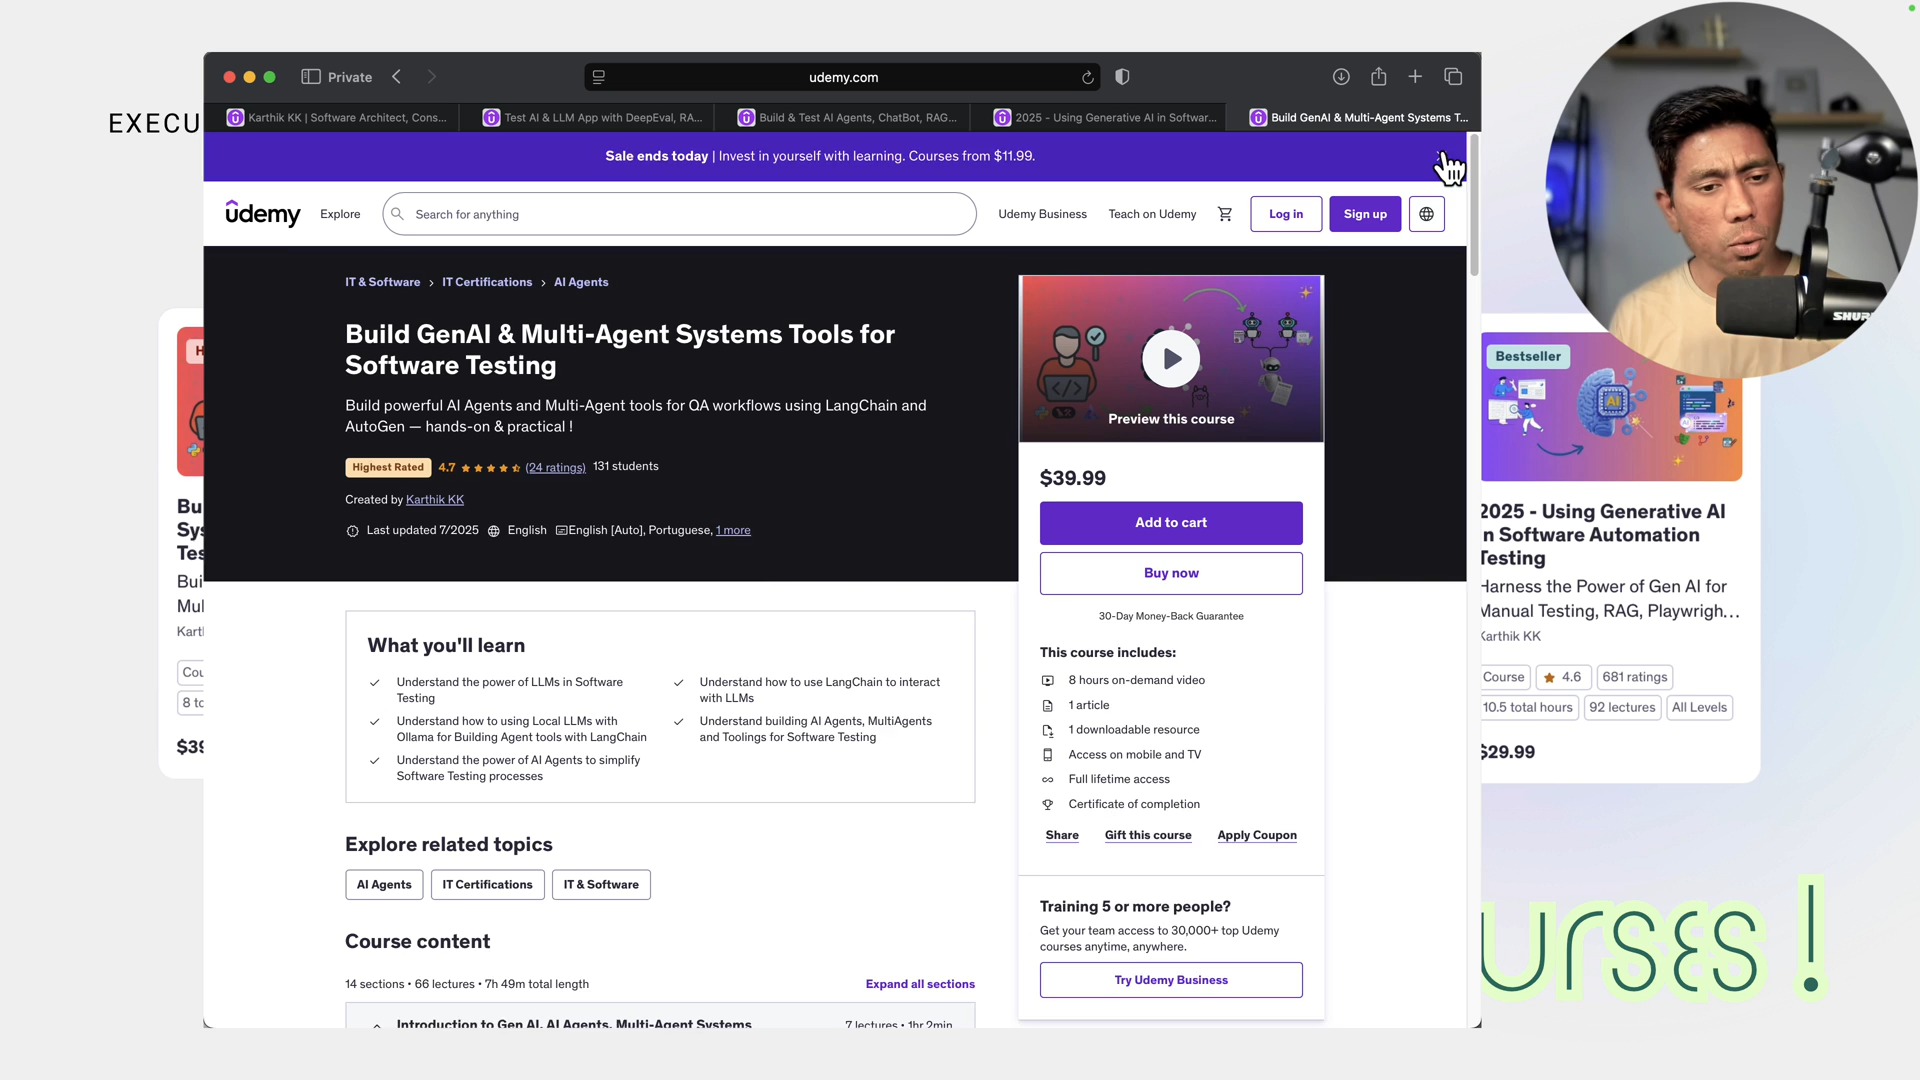 EXECU
Private
udemy.com
Karthik KK | Software Architect, Cons...
Test AI & LLM App with DeepEval, RA...
Build & Test AI Agents, ChatBot, RAG...
2025 - Using Generative AI in Softwar...
Build GenAI & Multi-Agent Systems T...
Sale ends today | Invest in yourself with learning. Courses from $11.99.
udemy
Explore
Search for anything
Udemy Business
Teach on Udemy
Log in
Sign up
IT & Software > IT Certifications > AI Agents
Build GenAI & Multi-Agent Systems Tools for
Software Testing
Build powerful AI Agents and Multi-Agent tools for QA workflows using LangChain and
AutoGen — hands-on & practical !
Highest Rated 4.7 (24 ratings) 131 students
Created by Karthik KK
Last updated 7/2025 English English [Auto], Portuguese, 1 more
Preview this course
$39.99
Add to cart
Buy now
30-Day Money-Back Guarantee
This course includes:
8 hours on-demand video
1 article
1 downloadable resource
Access on mobile and TV
Full lifetime access
Certificate of completion
Share
Gift this course
Apply Coupon
Training 5 or more people?
Get your team access to 30,000+ top Udemy
courses anytime, anywhere.
Try Udemy Business
What you'll learn
Understand the power of LLMs in Software
Testing
Understand how to using Local LLMs with
Ollama for Building Agent tools with LangChain
Understand the power of AI Agents to simplify
Software Testing processes
Understand how to use LangChain to interact
with LLMs
Understand building AI Agents, MultiAgents
and Toolings for Software Testing
Explore related topics
AI Agents
IT Certifications
IT & Software
Course content
14 sections • 66 lectures • 7h 49m total length
Expand all sections
Introduction to Gen AI, AI Agents, Multi-Agent Systems
7 lectures • 1hr 2min
H
Bu
Sys
Tes
Bui
Mul
Kart
Cou
8 to
$39
SHURE
Bestseller
AI
2025 - Using Generative AI
in Software Automation
Testing
Harness the Power of Gen AI for
Manual Testing, RAG, Playwrigh...
Karthik KK
Course
4.6
681 ratings
10.5 total hours
92 lectures
All Levels
$29.99
urses !